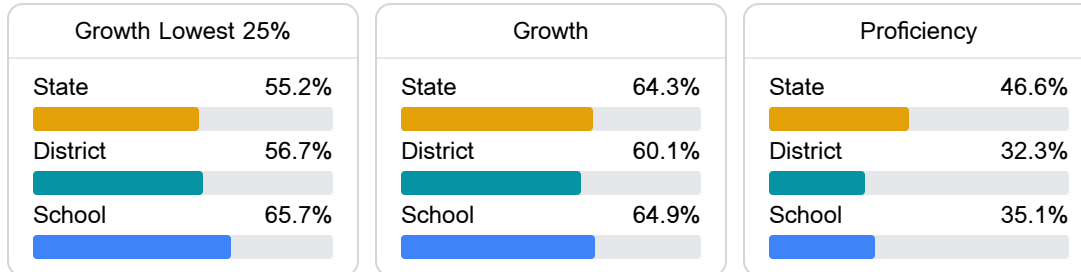 Growth Lowest 25%
State 55.2%
District 56.7%
School 65.7%
Growth
State 64.3%
District 60.1%
School 64.9%
Proficiency
State 46.6%
District 32.3%
School 35.1%